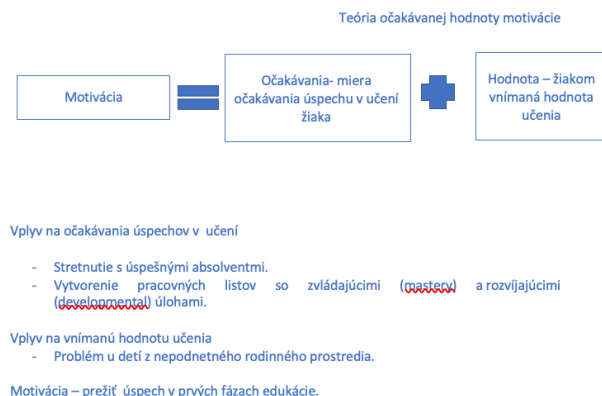 Teória očakávanej hodnoty motivácie
Motivácia
Očakávania- miera
očakávania úspechu v učení
žiaka
Hodnota – žiakom
vnímaná hodnota
učenia
Vplyv na očakávania úspechov v učení
- Stretnutie s úspešnými absolventmi.
- Vytvorenie pracovných listov so zvládajúcimi (mastery) a rozvíjajúcimi
(developmental) úlohami.
Vplyv na vnímanú hodnotu učenia
- Problém u detí z nepodnetného rodinného prostredia.
Motivácia – prežiť úspech v prvých fázach edukácie.